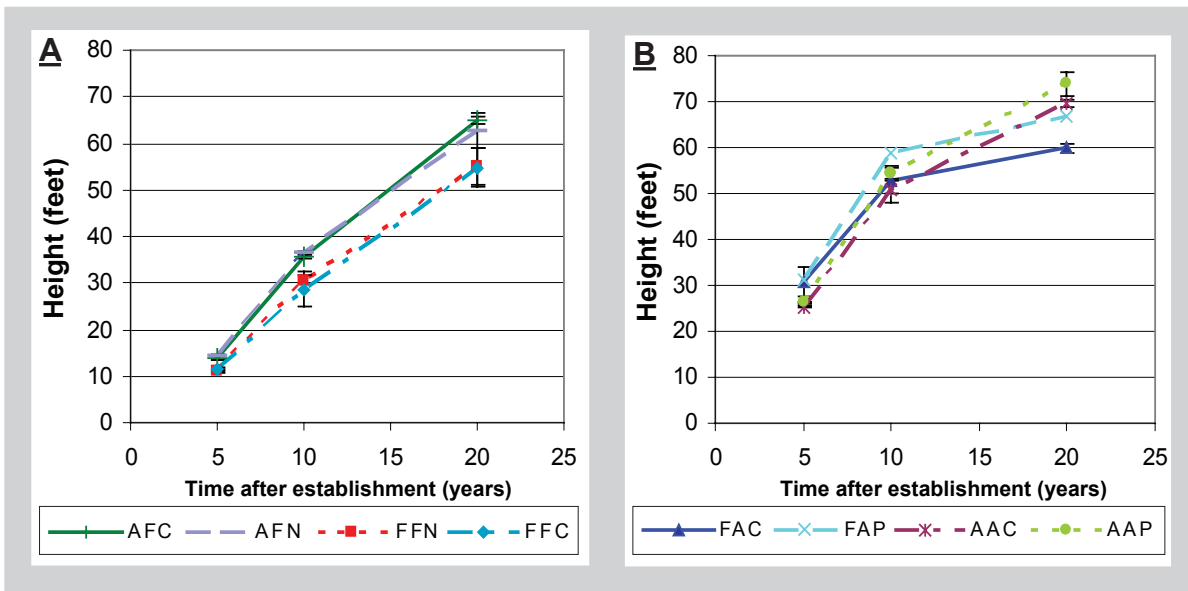 A
80
70
60
50
40
30
20
10
0
Height (feet)
0 5 10 15 20 25
Time after establishment (years)
AFC AFN FFN FFC
B
80
70
60
50
40
30
20
10
0
Height (feet)
0 5 10 15 20 25
Time after establishment (years)
FAC FAP AAC AAP